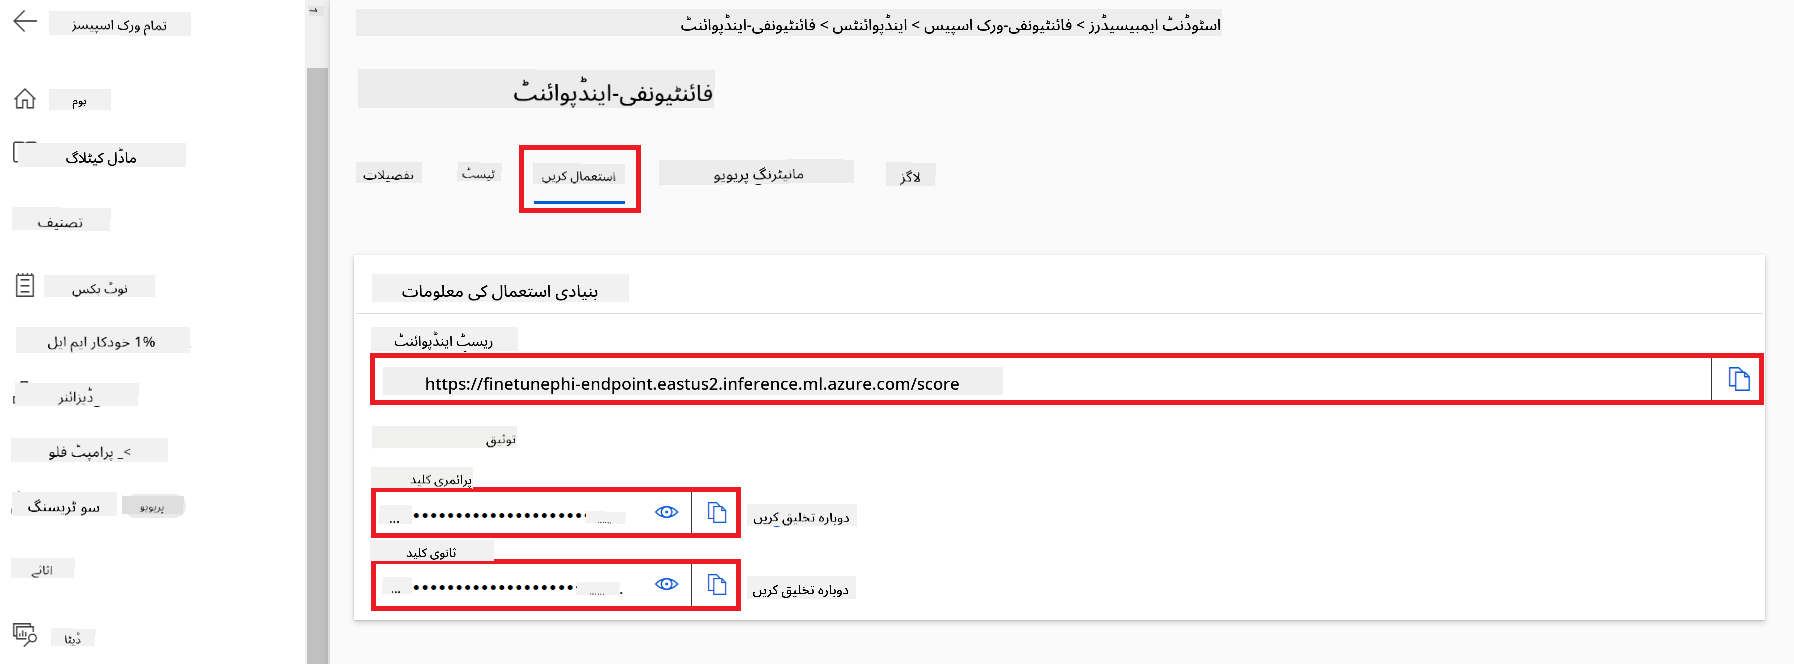 تمام ورک اسپیسز
ہوم
ماڈل کیٹلاگ
تصنیف
نوٹ بکس
1% خودکار ایم ایل
ڈیزائنر
>_ پرامپٹ فلو
سو ٹریسنگ
پریویو
اثاثے
ڈیٹا
اسٹوڈنٹ ایمبیسیڈرز > فائنٹیونفی-ورک اسپیس > اینڈپوائنٹس > فائنٹیونفی-اینڈپوائنٹ
فائنٹیونفی-اینڈپوائنٹ
تفصیلات
ٹیسٹ
استعمال کریں
مانیٹرنگ پریویو
لاگز
بنیادی استعمال کی معلومات
ریسٹ اینڈپوائنٹ
https://finetunephi-endpoint.eastus2.inference.ml.azure.com/score
توثیق
پرائمری کلید
دوبارہ تخلیق کریں
ثانوی کلید
دوبارہ تخلیق کریں